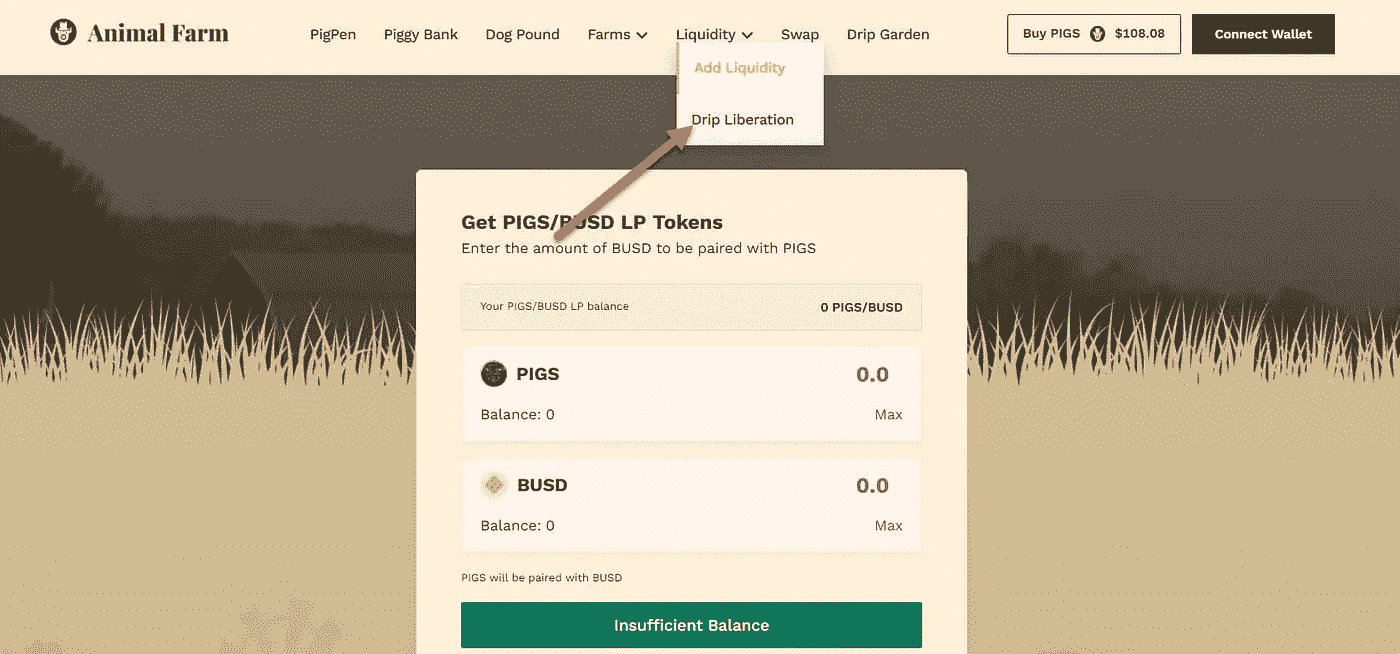 Animal Farm
PigPen
Piggy Bank
Dog Pound
Farms
Liquidity
Swap
Drip Garden
Buy PIGS $108.08
Connect Wallet
Add Liquidity
Drip Liberation
Get PIGS/BUSD LP Tokens
Enter the amount of BUSD to be paired with PIGS
Your PIGS/BUSD LP balance 0 PIGS/BUSD
PIGS 0.0
Balance: 0 Max
BUSD 0.0
Balance: 0 Max
PIGS will be paired with BUSD
Insufficient Balance